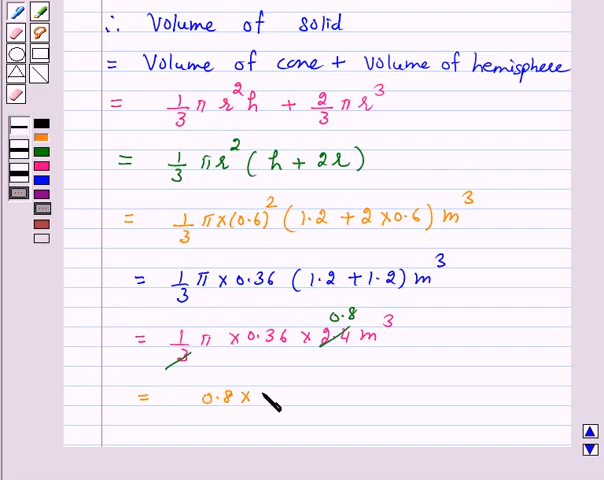 ∴ Volume of solid
= Volume of cone + Volume of hemisphere
= 1/3 π r² h + 2/3 π r³
= 1/3 π r² ( h + 2r )
= 1/3 π × (0.6)² ( 1.2 + 2 × 0.6 ) m³
= 1/3 π × 0.36 ( 1.2 + 1.2 ) m³
0.8
= 1/3 π × 0.36 × 2.4 m³
= 0.8 ×